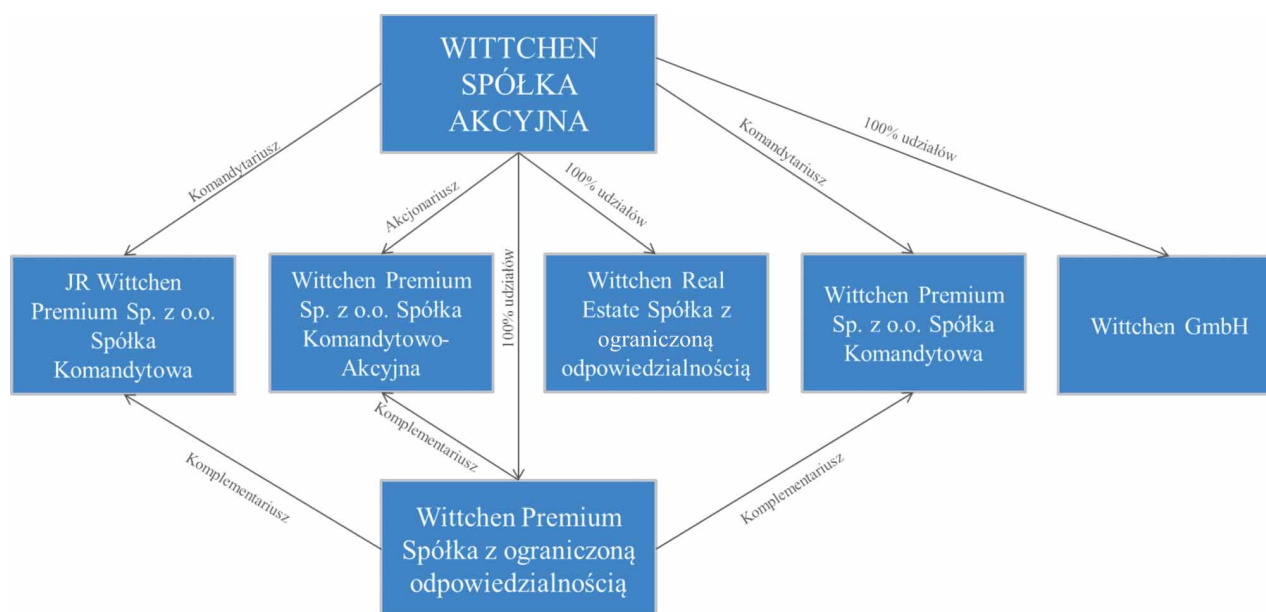 WITTCHEN
SPÓŁKA
AKCYJNA
Komandytariusz
Akcjonariusz
100% udziałów
100% udziałów
Komandytariusz
100% udziałów
JR Wittchen
Premium Sp. z o.o.
Spółka
Komandytowa
Wittchen Premium
Sp. z o.o. Spółka
Komandytowo-
Akcyjna
Wittchen Real
Estate Spółka z
ograniczoną
odpowiedzialnością
Wittchen Premium
Sp. z o.o. Spółka
Komandytowa
Wittchen GmbH
Komplementariusz
Komplementariusz
Komplementariusz
Wittchen Premium
Spółka z ograniczoną
odpowiedzialnością